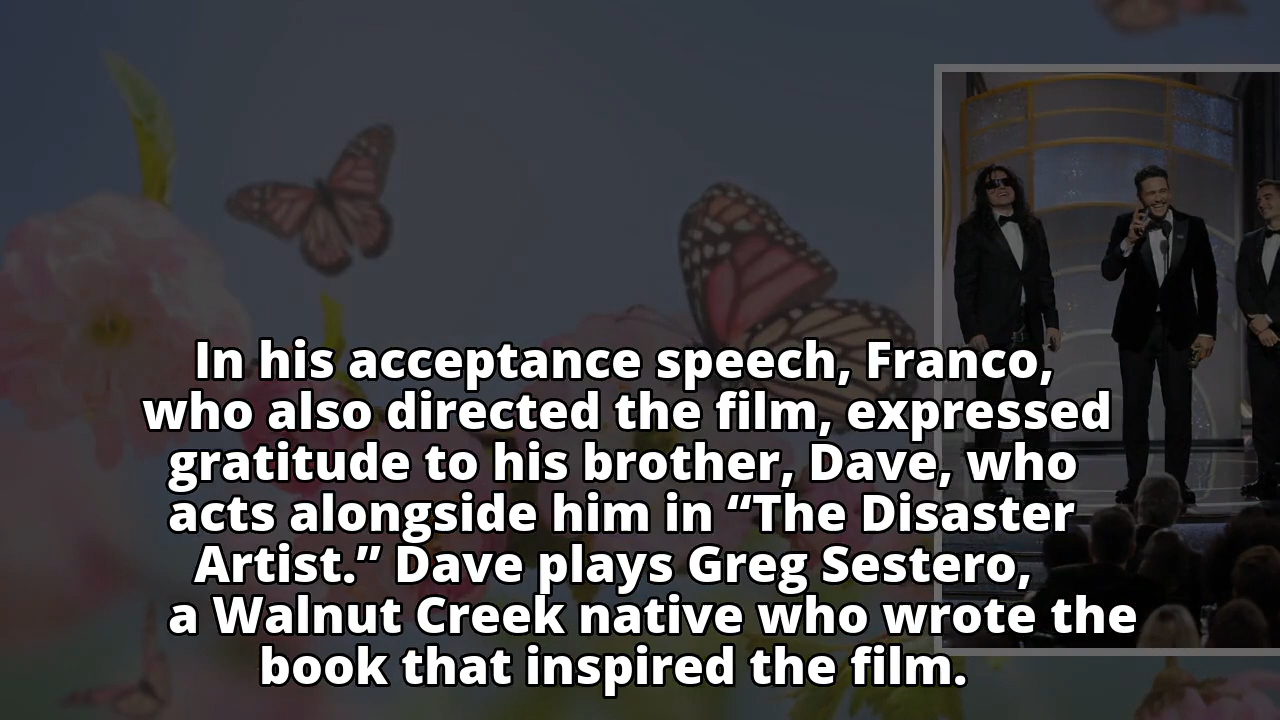 In his acceptance speech, Franco,
who also directed the film, expressed
gratitude to his brother, Dave, who
acts alongside him in “The Disaster
Artist.” Dave plays Greg Sestero,
a Walnut Creek native who wrote the
book that inspired the film.